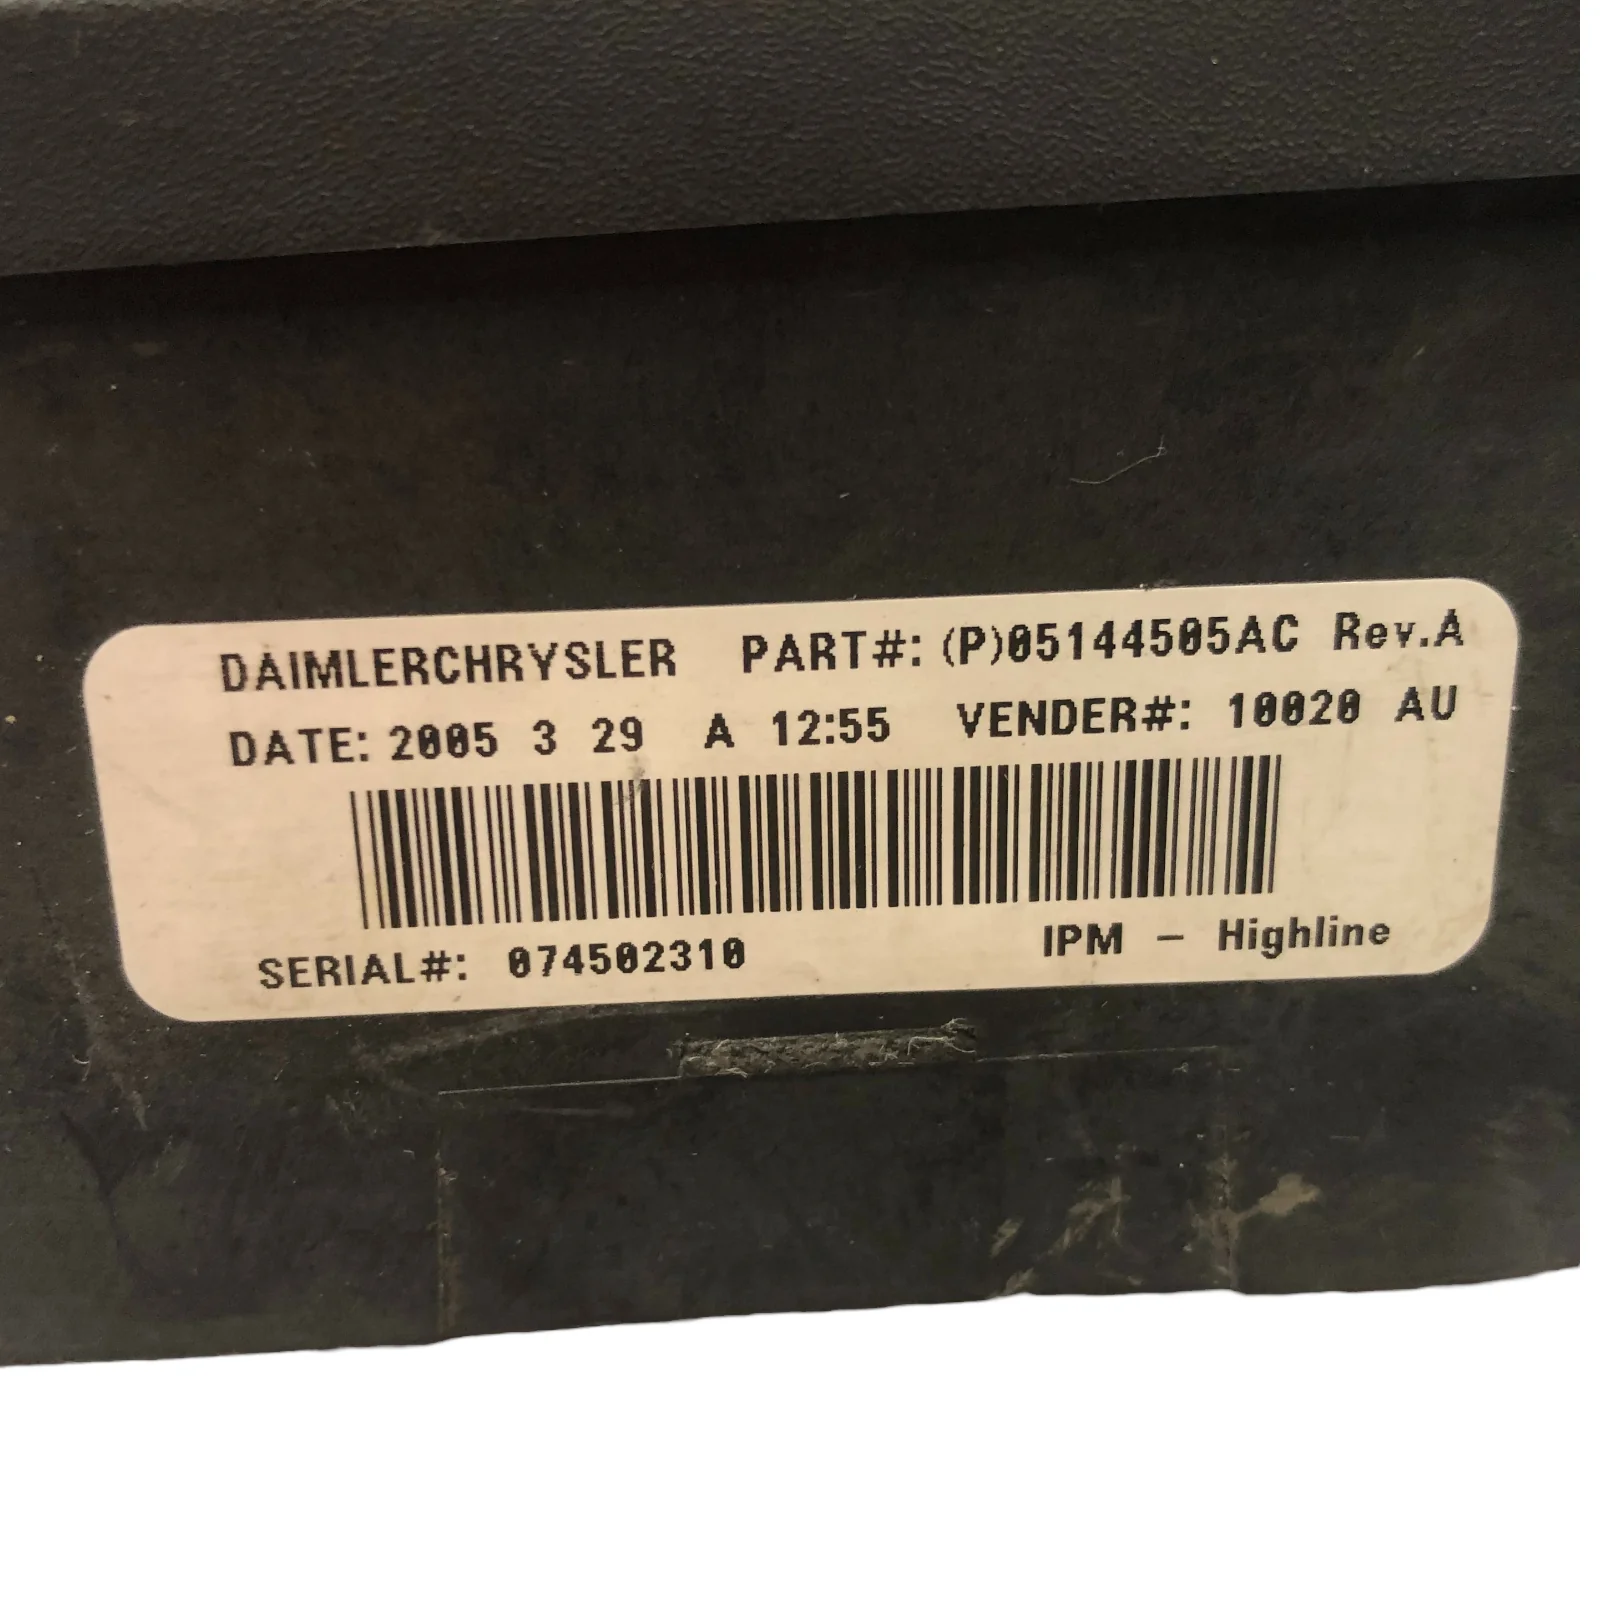 DAIMLERCHRYSLER PART#: (P)05144505AC Rev.A
DATE: 2005 3 29 A 12:55 VENDER#: 10020 AU
SERIAL#: 074502310 IPM - Highline